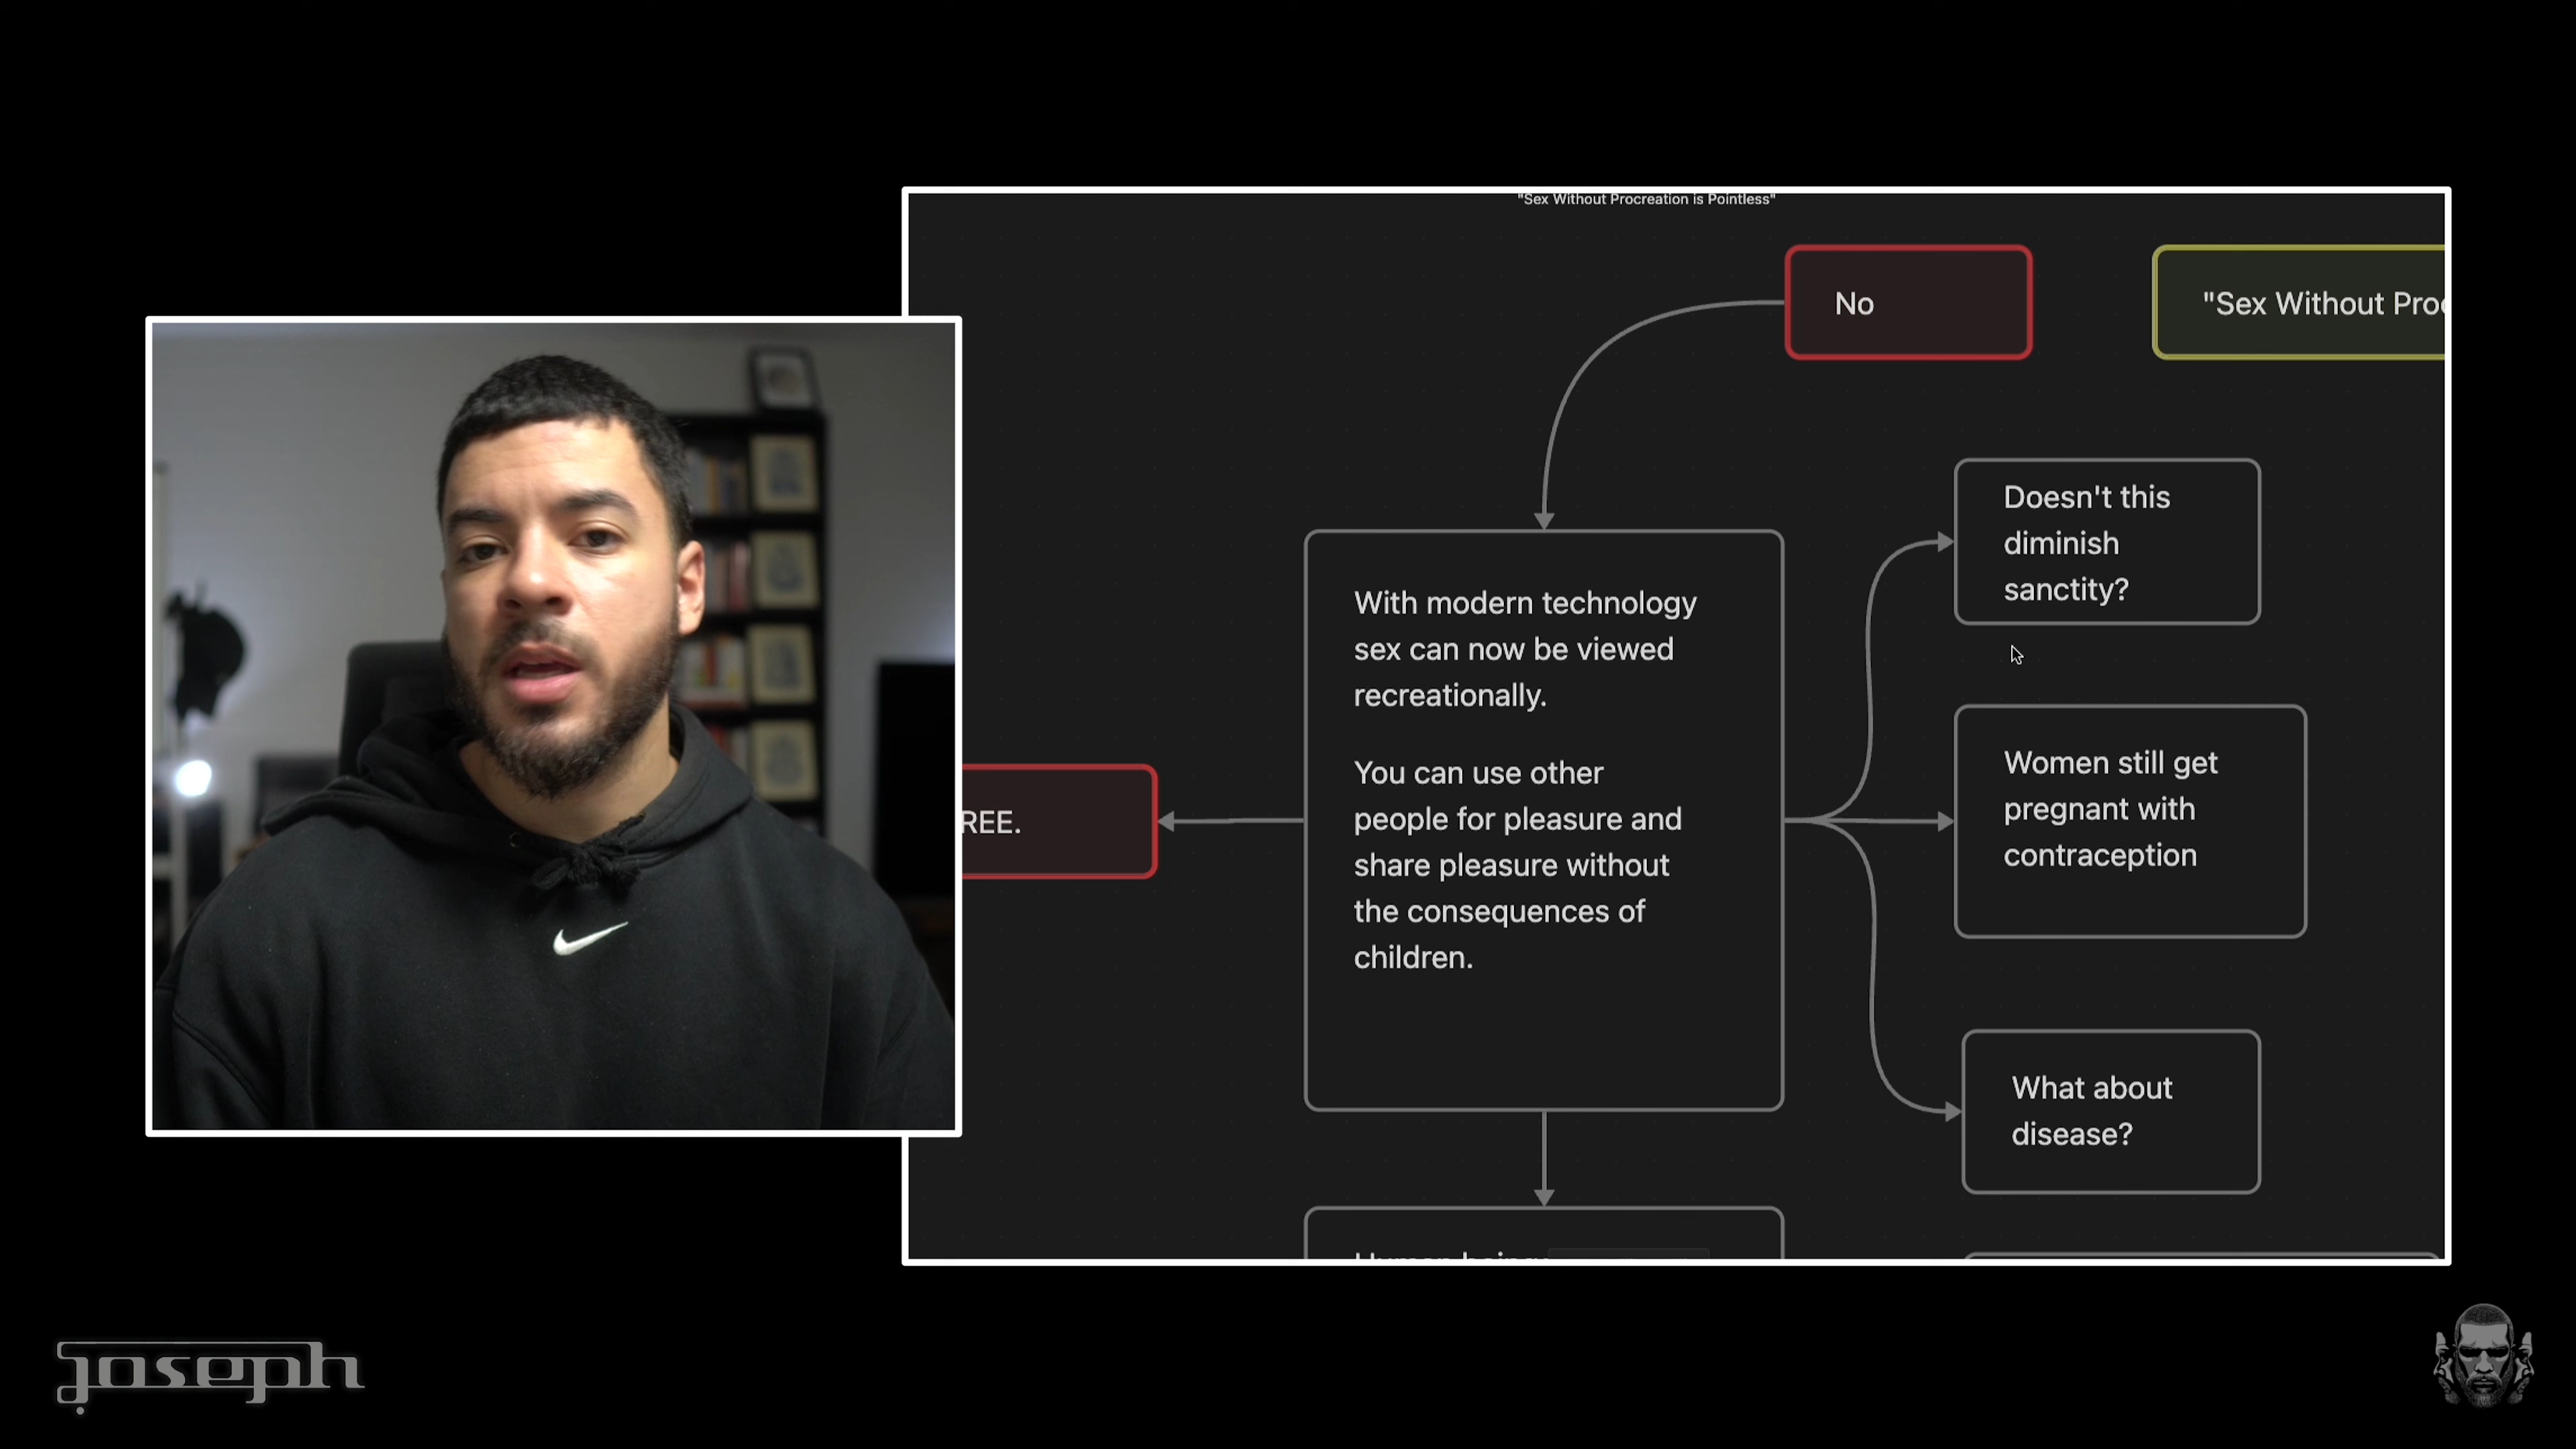 "Sex Without Procreation is Pointless"
No
"Sex Without
Doesn't this
diminish
sanctity?
With modern technology
sex can now be viewed
recreationally.
You can use other
people for pleasure and
share pleasure without
the consequences of
children.
REE.
Women still get
pregnant with
contraception
What about
disease?
joseph